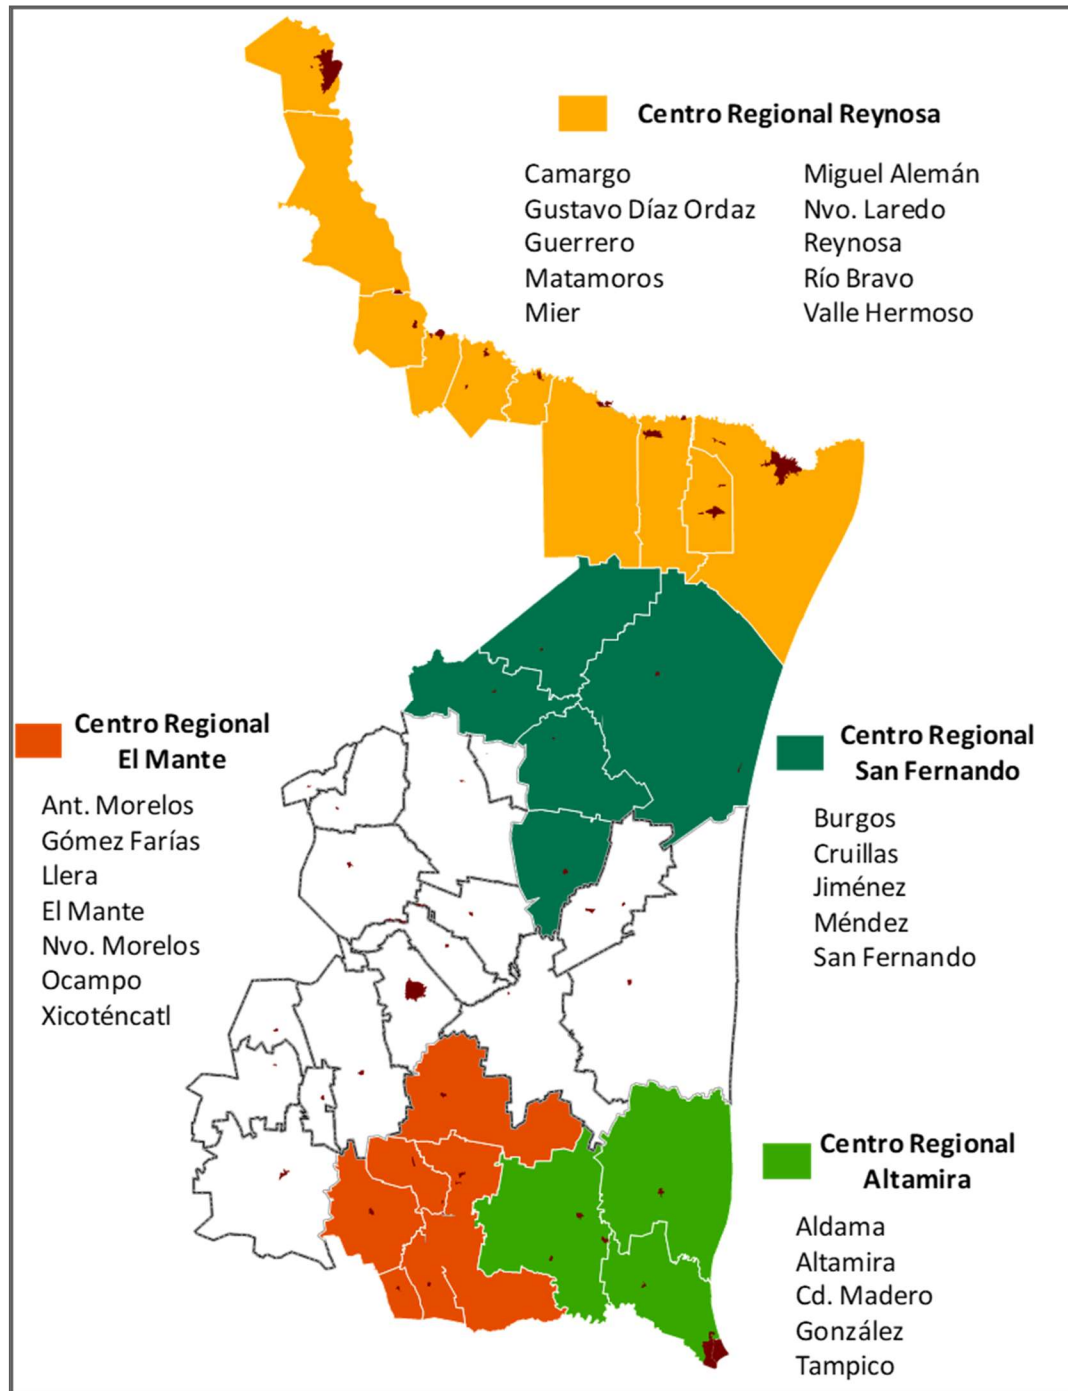 Centro Regional Reynosa
Camargo
Gustavo Díaz Ordaz
Guerrero
Matamoros
Mier
Miguel Alemán
Nvo. Laredo
Reynosa
Río Bravo
Valle Hermoso
Centro Regional
El Mante
Ant. Morelos
Gómez Farías
Llera
El Mante
Nvo. Morelos
Ocampo
Xicoténcatl
Centro Regional
San Fernando
Burgos
Cruillas
Jiménez
Méndez
San Fernando
Centro Regional
Altamira
Aldama
Altamira
Cd. Madero
González
Tampico